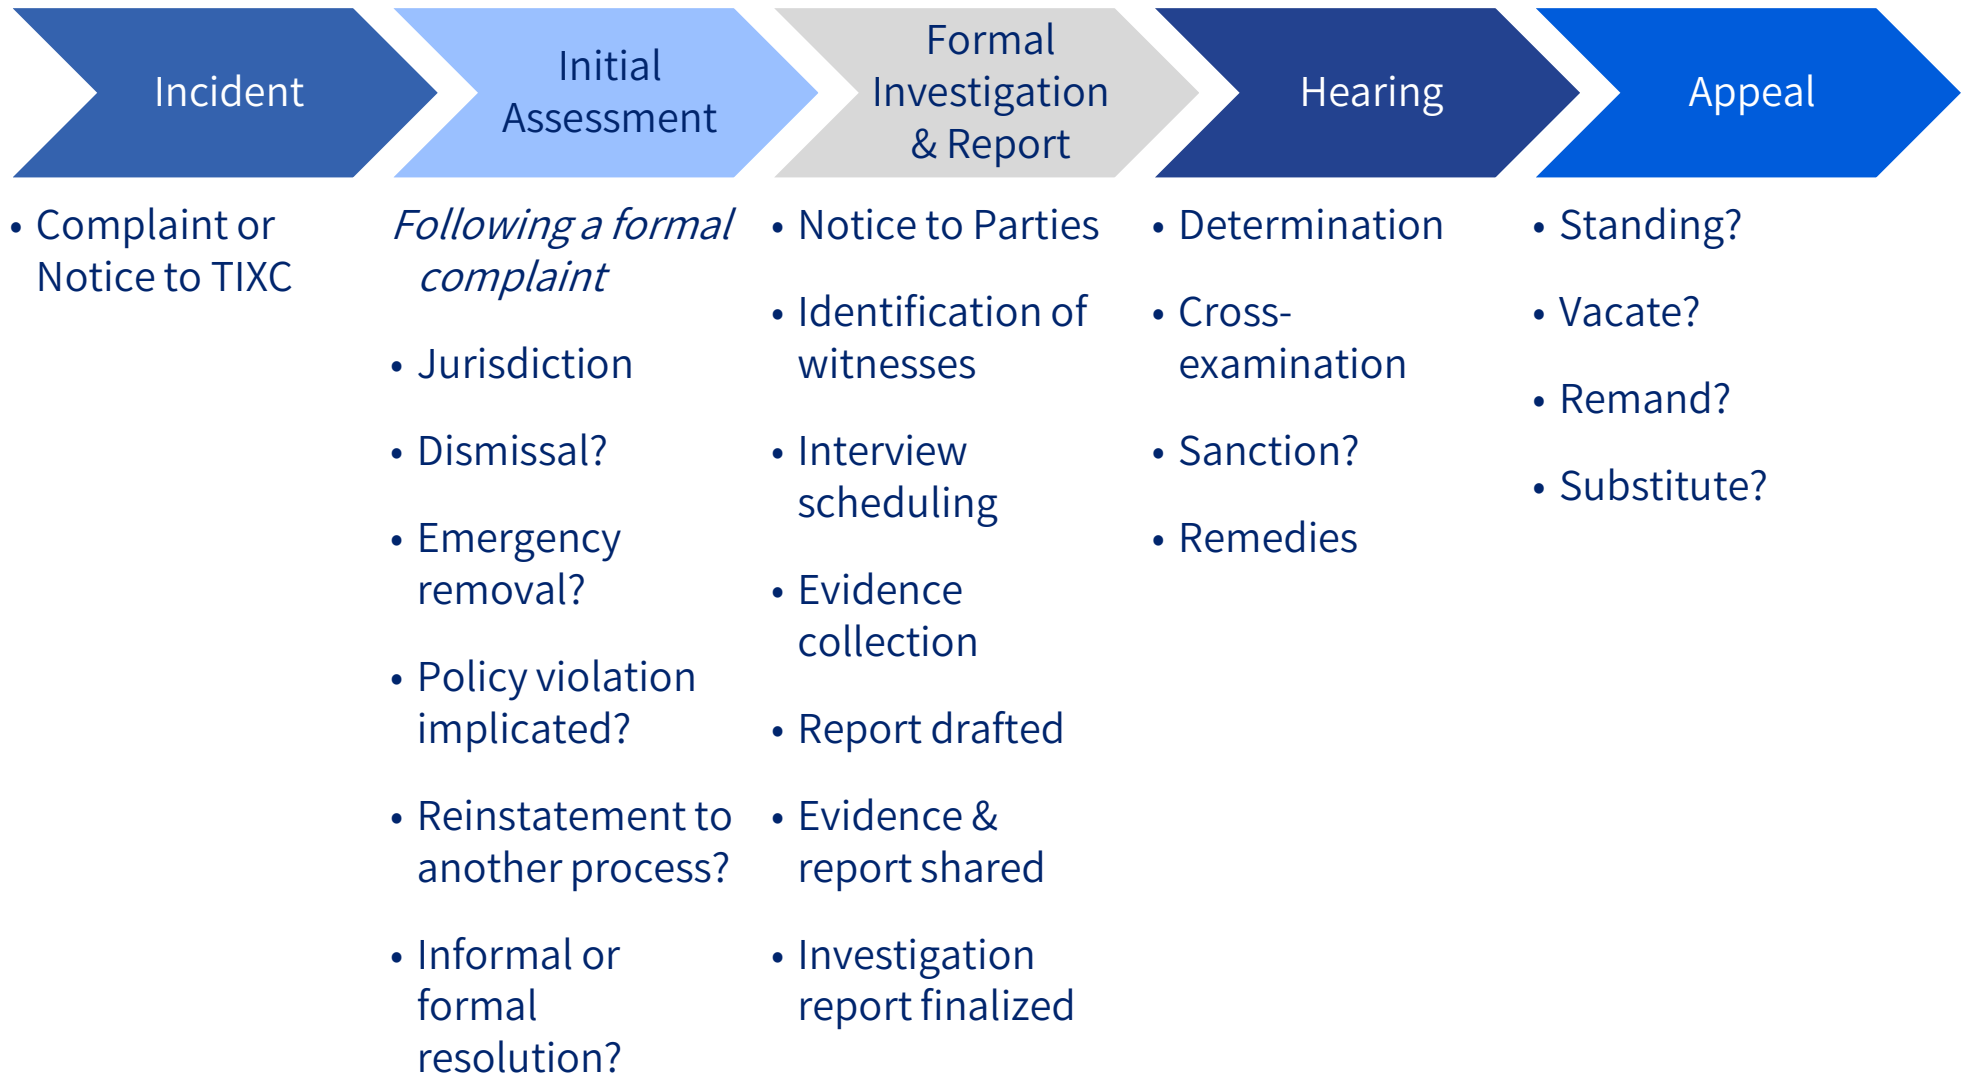 Incident
Initial
Assessment
Formal
Investigation
& Report
Hearing
Appeal
• Complaint or
Notice to TIXC
Following a formal
complaint
• Jurisdiction
• Dismissal?
• Emergency
removal?
• Policy violation
implicated?
• Reinstatement to
another process?
• Informal or
formal
resolution?
• Notice to Parties
• Identification of
witnesses
• Interview
scheduling
• Evidence
collection
• Report drafted
• Evidence &
report shared
• Investigation
report finalized
• Determination
• Cross-
examination
• Sanction?
• Remedies
• Standing?
• Vacate?
• Remand?
• Substitute?